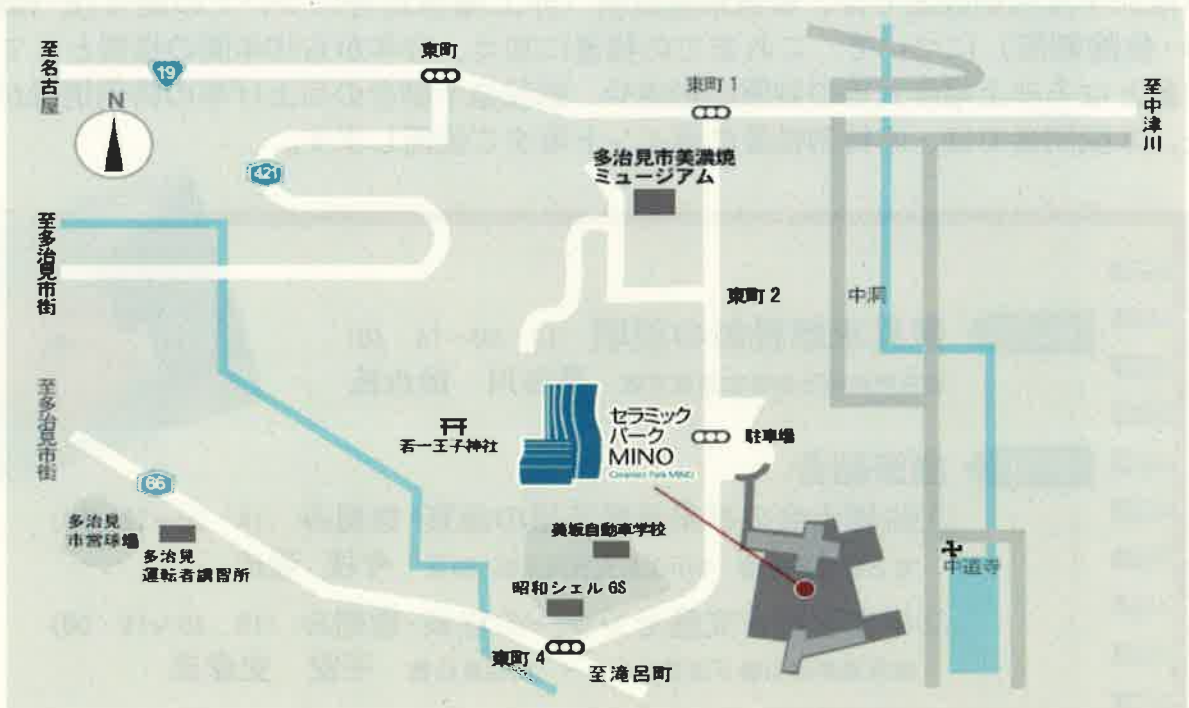 至名古屋
19
東町
東町 1
至中津川
N
421
多治見市美濃焼
ミュージアム
至多治見市街
東町 2
中洞
至多治見市街
若一王子神社
セラミック
パーク
MINO
Ceramics Park MINO
駐車場
66
多治見
市営球場
多治見
運転者講習所
美坂自動車学校
昭和シェル GS
中道寺
東町 4
至滝呂町